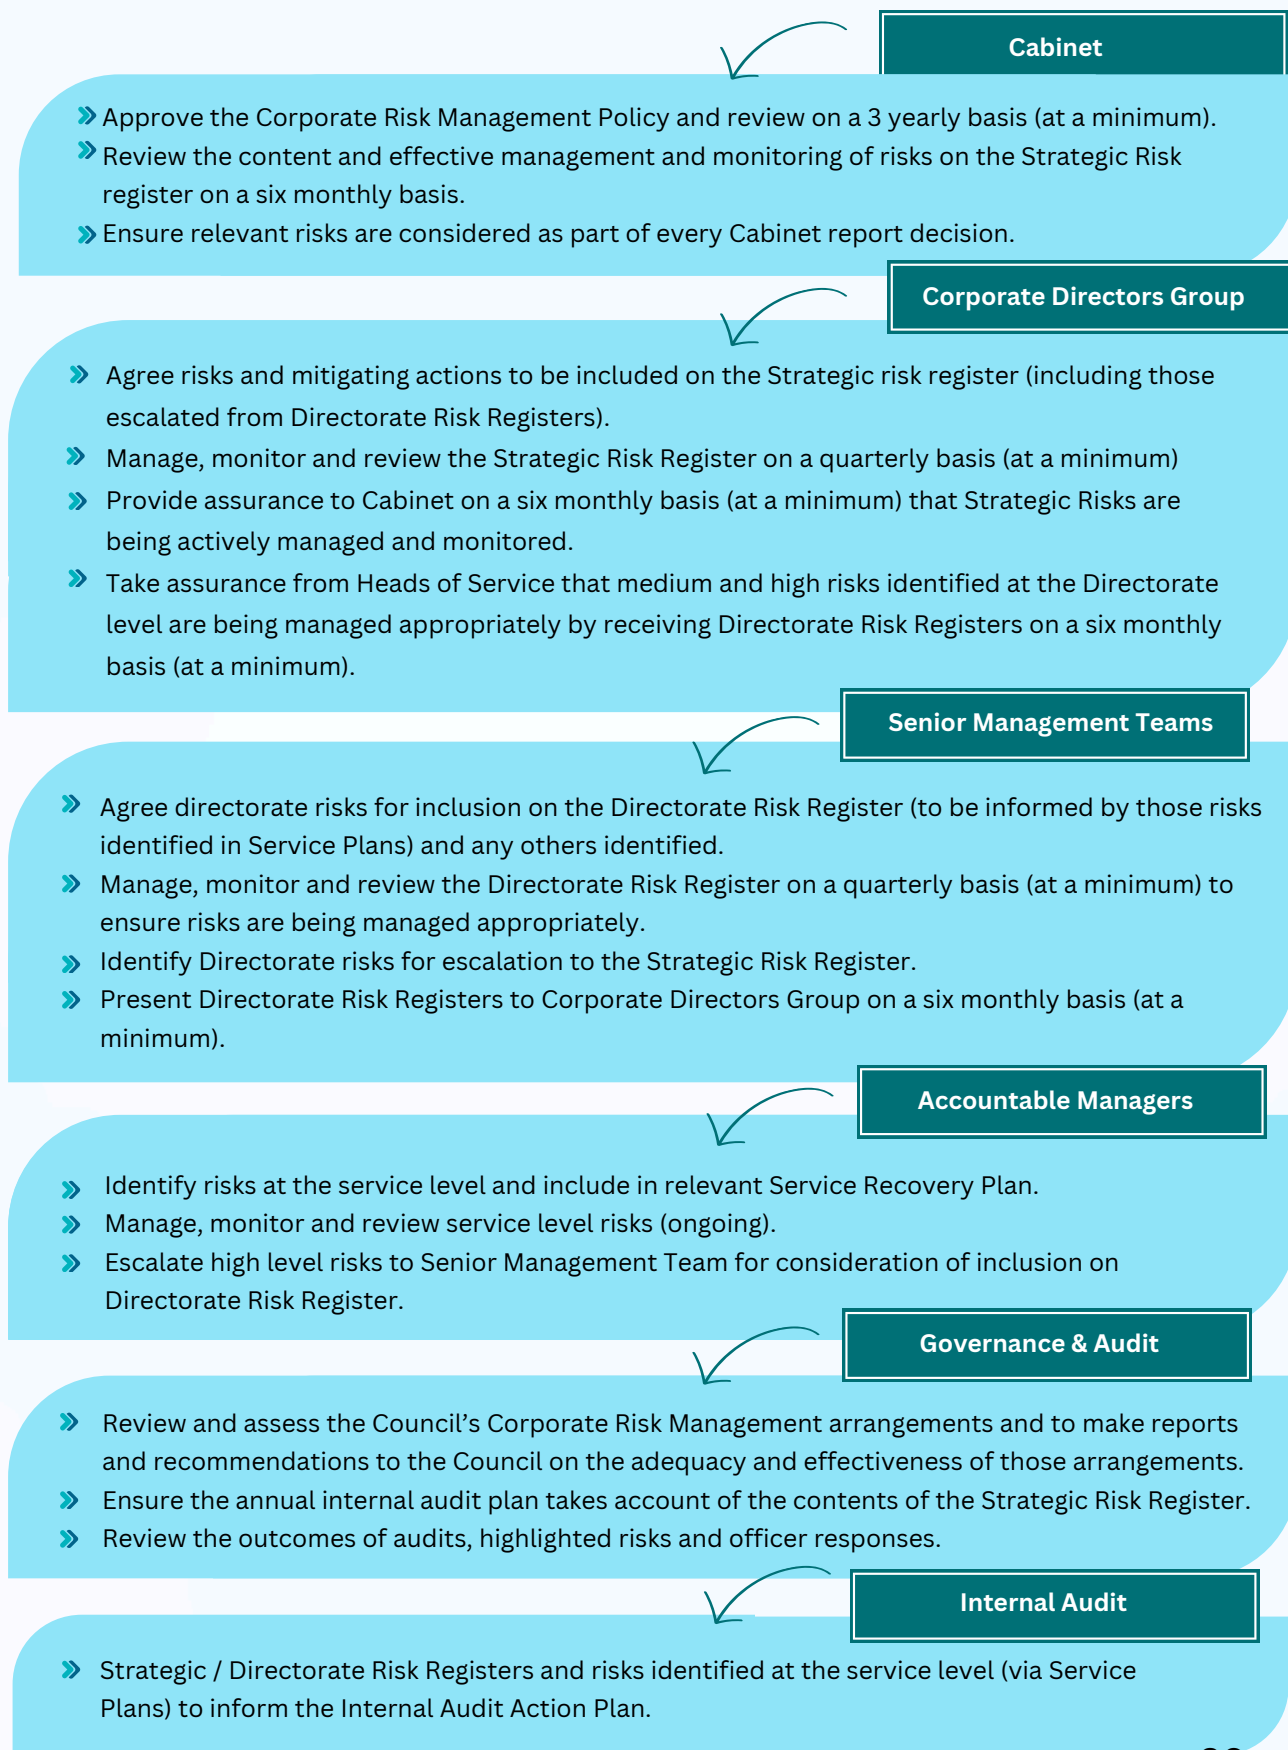 Cabinet
Approve the Corporate Risk Management Policy and review on a 3 yearly basis (at a minimum).
Review the content and effective management and monitoring of risks on the Strategic Risk
register on a six monthly basis.
Ensure relevant risks are considered as part of every Cabinet report decision.
Corporate Directors Group
Agree risks and mitigating actions to be included on the Strategic risk register (including those
escalated from Directorate Risk Registers).
Manage, monitor and review the Strategic Risk Register on a quarterly basis (at a minimum)
Provide assurance to Cabinet on a six monthly basis (at a minimum) that Strategic Risks are
being actively managed and monitored.
Take assurance from Heads of Service that medium and high risks identified at the Directorate
level are being managed appropriately by receiving Directorate Risk Registers on a six monthly
basis (at a minimum).
Senior Management Teams
Agree directorate risks for inclusion on the Directorate Risk Register (to be informed by those risks
identified in Service Plans) and any others identified.
Manage, monitor and review the Directorate Risk Register on a quarterly basis (at a minimum) to
ensure risks are being managed appropriately.
Identify Directorate risks for escalation to the Strategic Risk Register.
Present Directorate Risk Registers to Corporate Directors Group on a six monthly basis (at a
minimum).
Accountable Managers
Identify risks at the service level and include in relevant Service Recovery Plan.
Manage, monitor and review service level risks (ongoing).
Escalate high level risks to Senior Management Team for consideration of inclusion on
Directorate Risk Register.
Governance & Audit
Review and assess the Council’s Corporate Risk Management arrangements and to make reports
and recommendations to the Council on the adequacy and effectiveness of those arrangements.
Ensure the annual internal audit plan takes account of the contents of the Strategic Risk Register.
Review the outcomes of audits, highlighted risks and officer responses.
Internal Audit
Strategic / Directorate Risk Registers and risks identified at the service level (via Service
Plans) to inform the Internal Audit Action Plan.